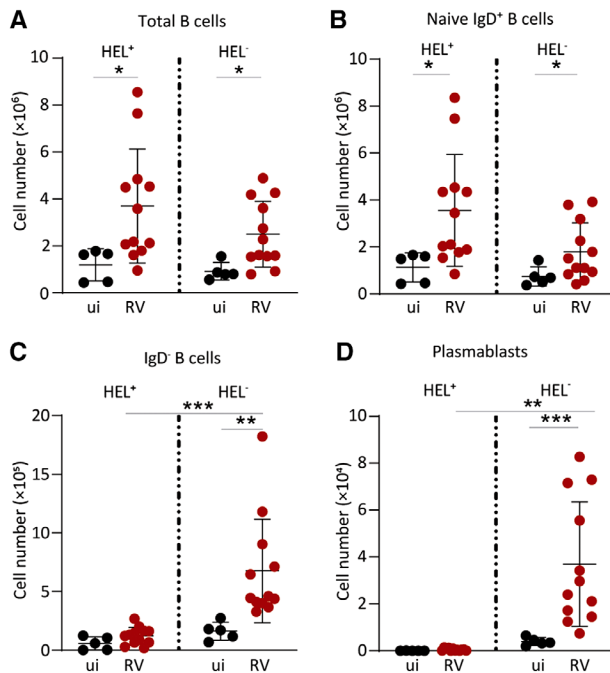 A
Total B cells
HEL⁺
HEL⁻
*
*
Cell number (×10⁶)
10
8
6
4
2
0
ui
RV
ui
RV
B
Naive IgD⁺ B cells
HEL⁺
HEL⁻
*
*
Cell number (×10⁶)
10
8
6
4
2
0
ui
RV
ui
RV
C
IgD⁻ B cells
HEL⁺
HEL⁻
***
**
Cell number (×10⁵)
20
15
10
5
0
ui
RV
ui
RV
D
Plasmablasts
HEL⁺
HEL⁻
**
***
Cell number (×10⁴)
10
8
6
4
2
0
ui
RV
ui
RV